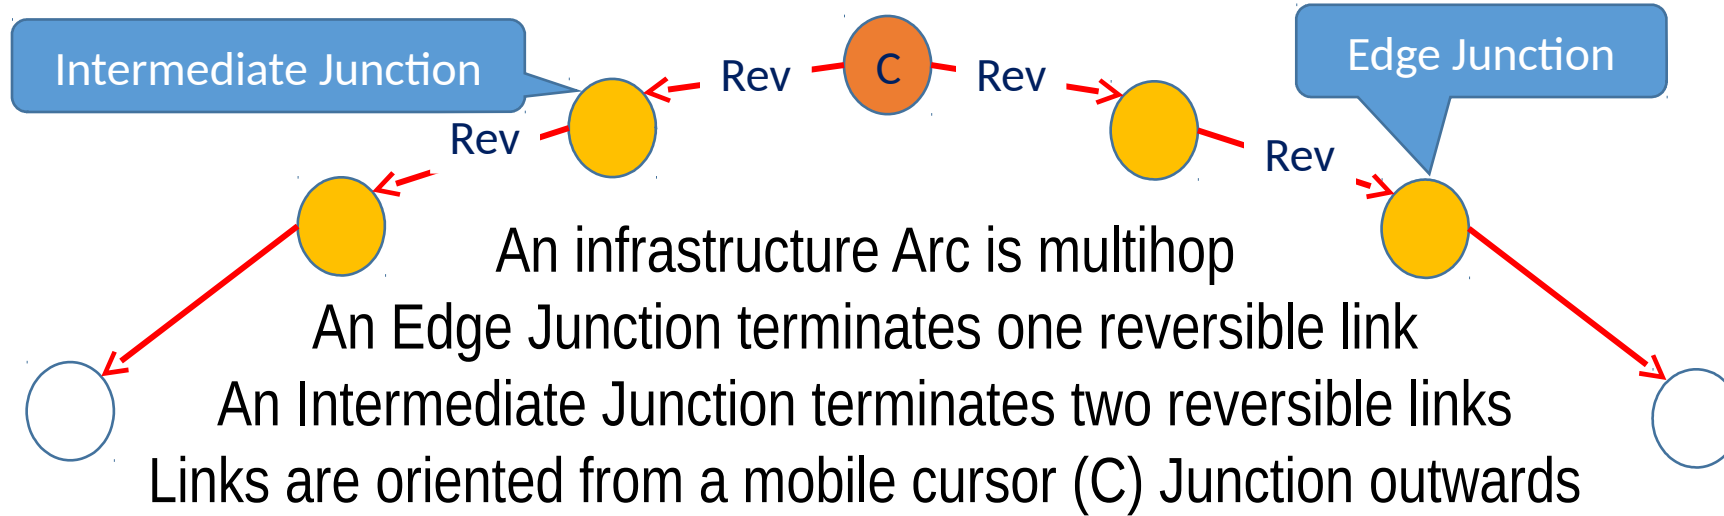 Intermediate Junction
Rev
C
Rev
Edge Junction
Rev
Rev
An infrastructure Arc is multihop
An Edge Junction terminates one reversible link
An Intermediate Junction terminates two reversible links
Links are oriented from a mobile cursor (C) Junction outwards